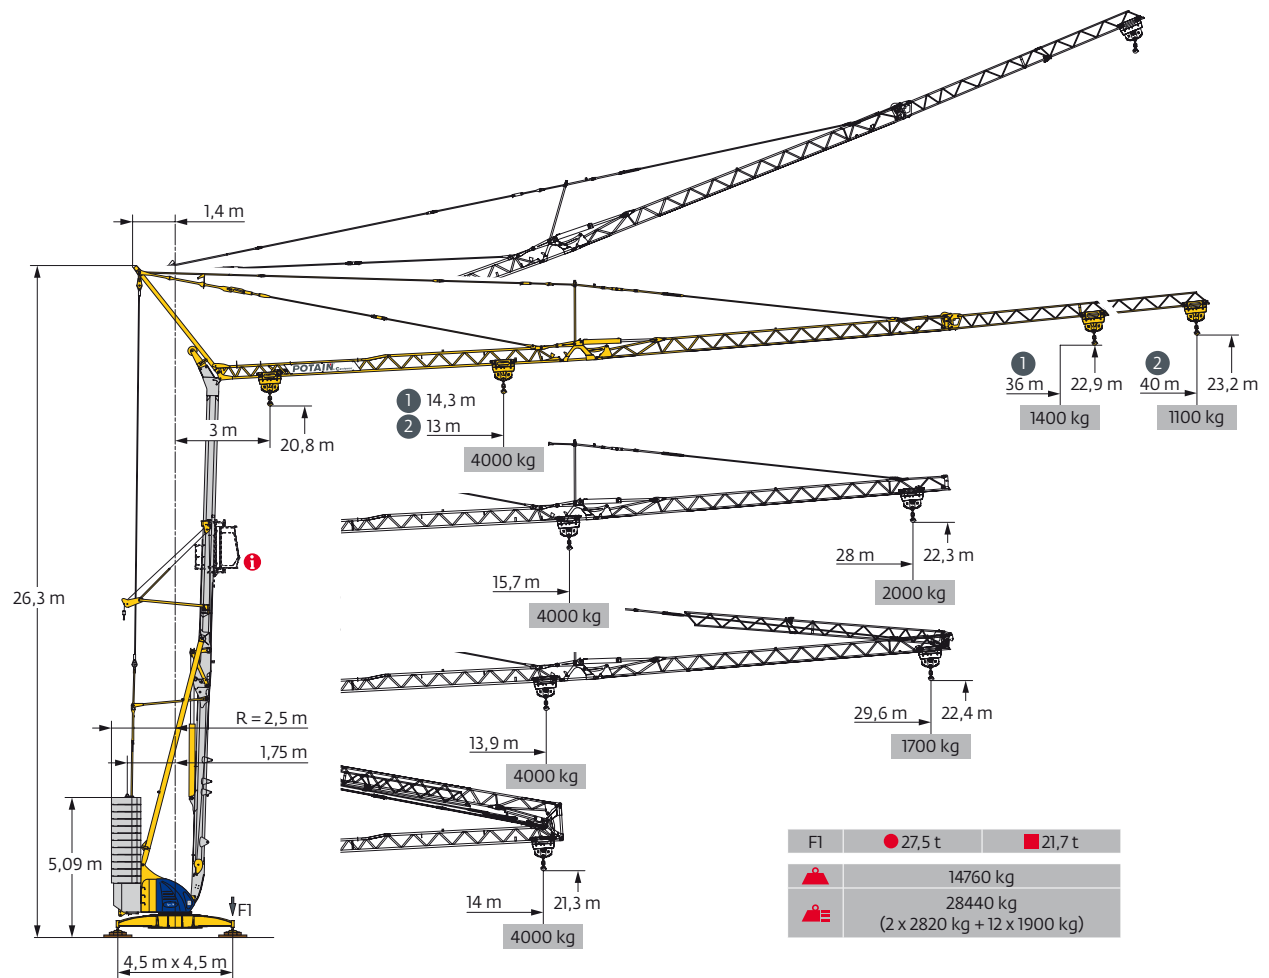 1,4 m
POTAIN
1
36 m
22,9 m
1400 kg
2
40 m
23,2 m
1100 kg
3 m
20,8 m
1 14,3 m
2 13 m
4000 kg
28 m
22,3 m
2000 kg
15,7 m
4000 kg
i
26,3 m
29,6 m
22,4 m
1700 kg
13,9 m
4000 kg
R = 2,5 m
1,75 m
5,09 m
F1
14 m
21,3 m
4000 kg
4,5 m x 4,5 m
F1 27,5 t 21,7 t
14760 kg
28440 kg
(2 x 2820 kg + 12 x 1900 kg)